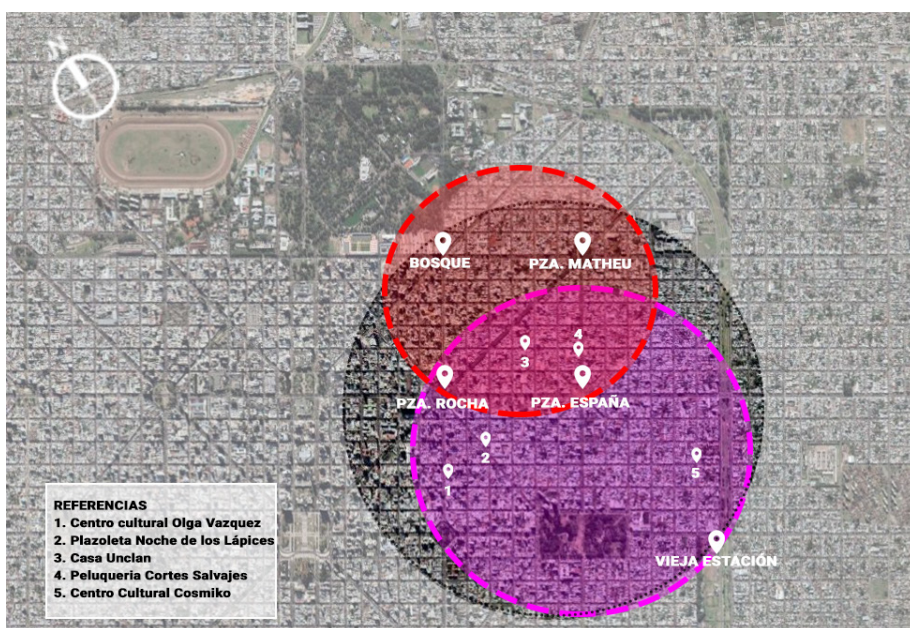 N
BOSQUE
PZA. MATHEU
4
3
PZA. ROCHA
PZA. ESPAÑA
2
1
5
VIEJA ESTACIÓN
REFERENCIAS
1. Centro cultural Olga Vazquez
2. Plazoleta Noche de los Lápices
3. Casa Unclan
4. Peluqueria Cortes Salvajes
5. Centro Cultural Cosmiko